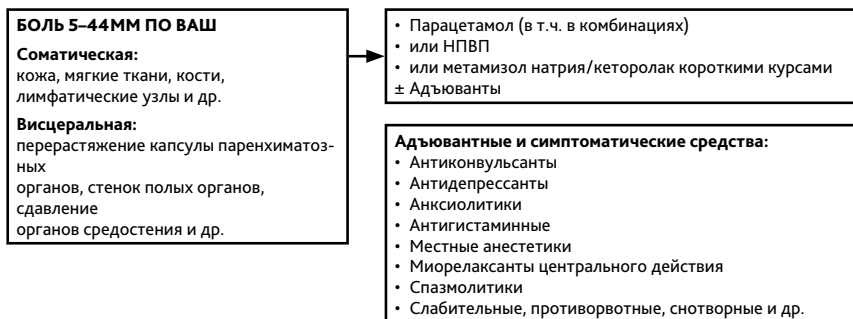 БОЛЬ 5–44ММ ПО ВАШ
Соматическая:
кожа, мягкие ткани, кости,
лимфатические узлы и др.
Висцеральная:
перерастяжение капсулы паренхиматоз-
ных
органов, стенок полых органов,
сдавление
органов средостения и др.
• Парацетамол (в т.ч. в комбинациях)
• или НПВП
• или метамизол натрия/кеторолак короткими курсами
± Адъюванты
Адъювантные и симптоматические средства:
• Антиконвульсанты
• Антидепрессанты
• Анксиолитики
• Антигистаминные
• Местные анестетики
• Миорелаксанты центрального действия
• Спазмолитики
• Слабительные, противорвотные, снотворные и др.